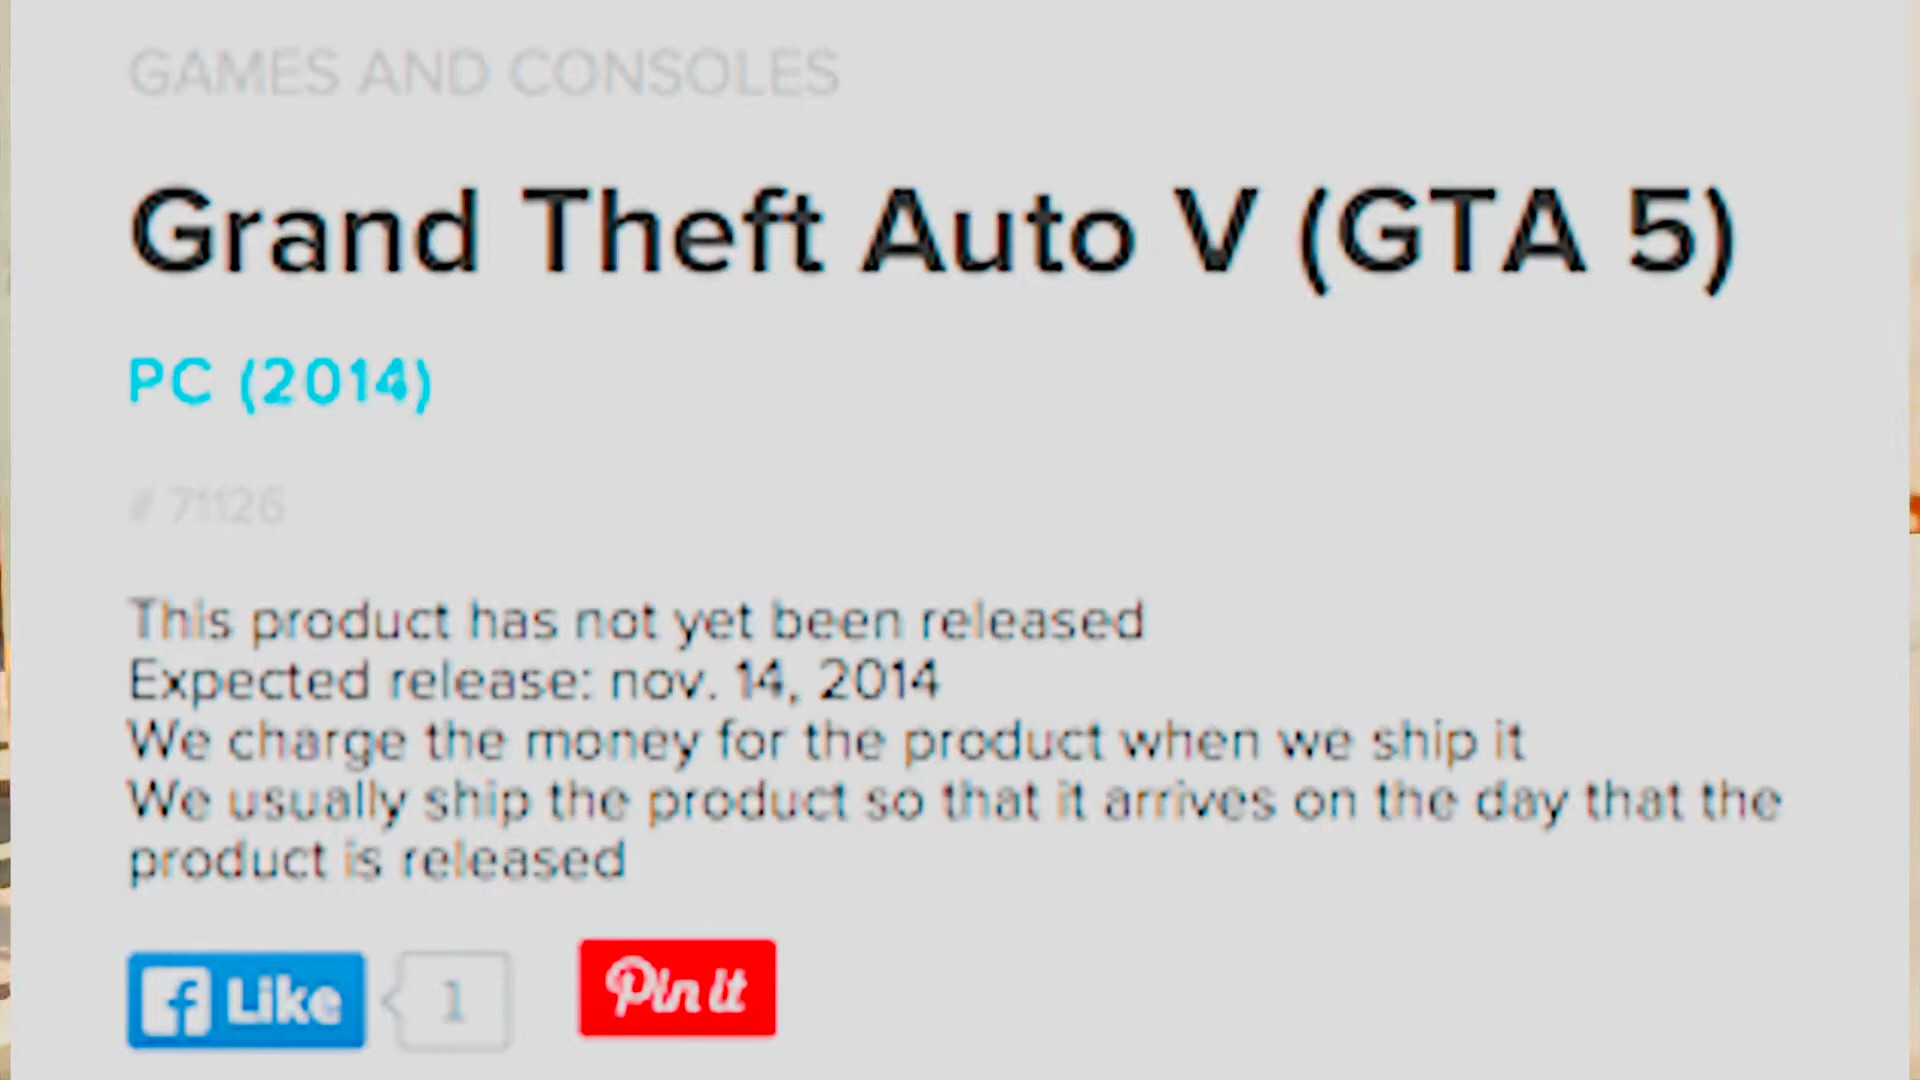 GAMES AND CONSOLES
Grand Theft Auto V (GTA 5)
PC (2014)
# 71126
This product has not yet been released
Expected release: nov. 14, 2014
We charge the money for the product when we ship it
We usually ship the product so that it arrives on the day that the
product is released
f Like 1 Pin it